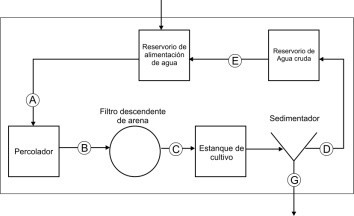 Reservorio de
alimentación
de agua
Reservorio de
Agua cruda
E
A
Filtro descendente
de arena
Sedimentador
Percolador
B
C
Estanque de
cultivo
D
G